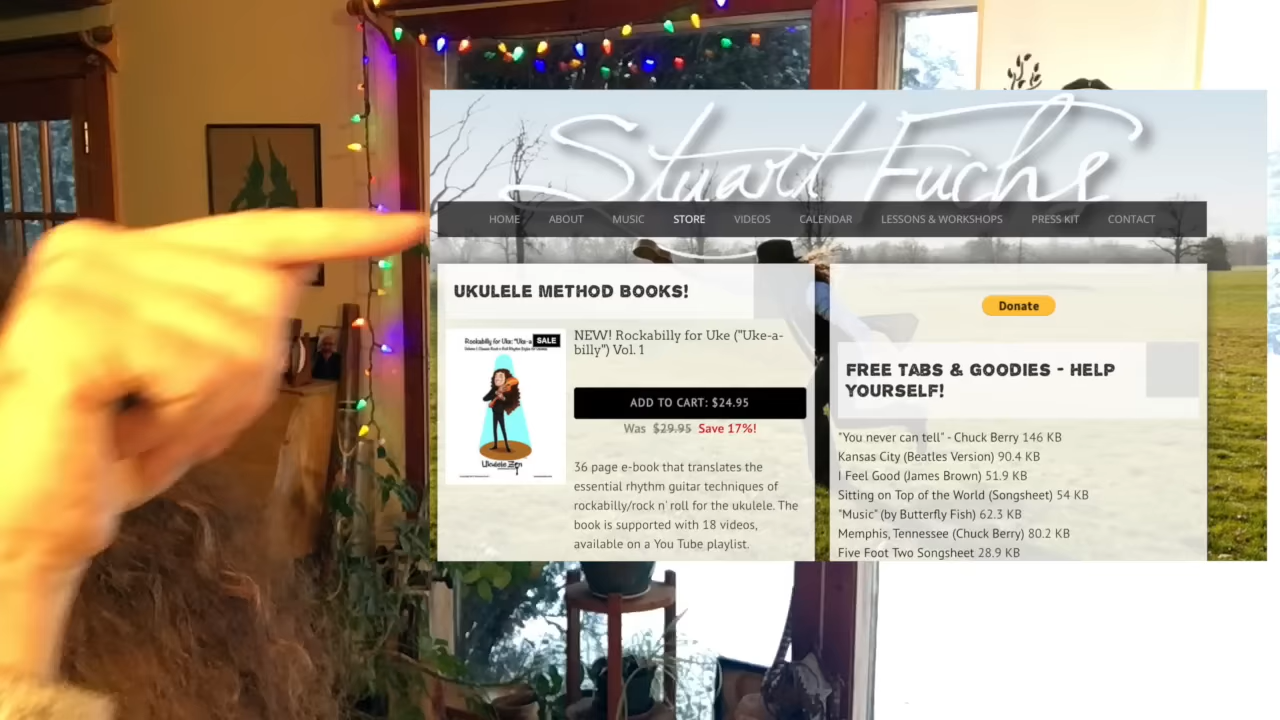 Stuart Fuchs
HOME ABOUT MUSIC STORE VIDEOS CALENDAR LESSONS & WORKSHOPS PRESS KIT CONTACT
UKULELE METHOD BOOKS!
Rockabilly for Uke: "Uke-a
SALE
Ukulele Zen
NEW! Rockabilly for Uke ("Uke-a-
billy") Vol. 1
ADD TO CART: $24.95
Was $29.95 Save 17%!
36 page e-book that translates the
essential rhythm guitar techniques of
rockabilly/rock n' roll for the ukulele. The
book is supported with 18 videos,
available on a You Tube playlist.
Donate
FREE TABS & GOODIES - HELP
YOURSELF!
"You never can tell" - Chuck Berry 146 KB
Kansas City (Beatles Version) 90.4 KB
I Feel Good (James Brown) 51.9 KB
Sitting on Top of the World (Songsheet) 54 KB
"Music" (by Butterfly Fish) 62.3 KB
Memphis, Tennessee (Chuck Berry) 80.2 KB
Five Foot Two Songsheet 28.9 KB